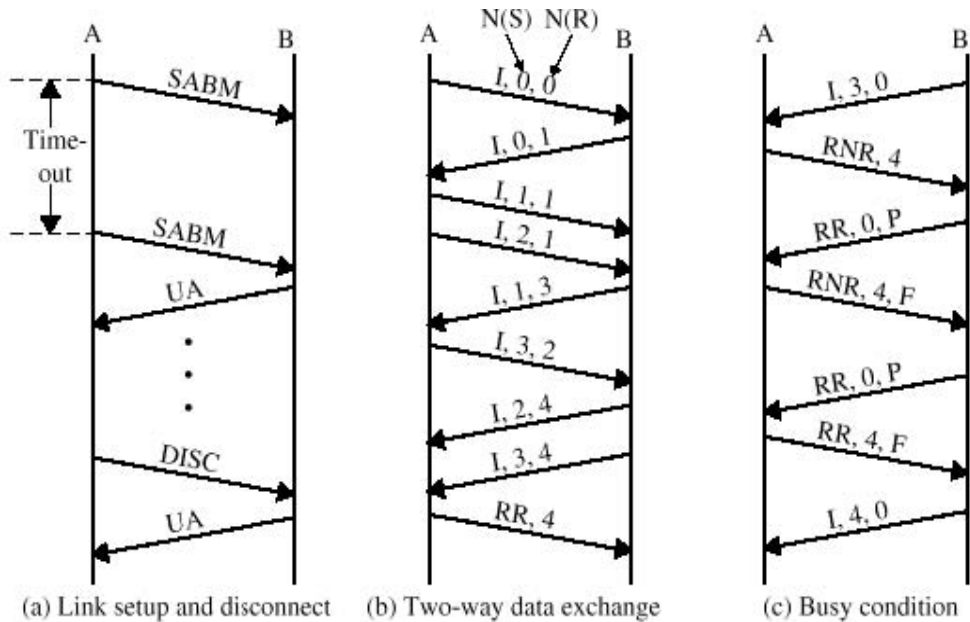 A
B
SABM
Time-
out
SABM
UA
DISC
UA
(a) Link setup and disconnect
N(S) N(R)
A
B
I, 0, 0
I, 0, 1
I, 1, 1
I, 2, 1
I, 1, 3
I, 3, 2
I, 2, 4
I, 3, 4
RR, 4
(b) Two-way data exchange
A
B
I, 3, 0
RNR, 4
RR, 0, P
RNR, 4, F
RR, 0, P
RR, 4, F
I, 4, 0
(c) Busy condition